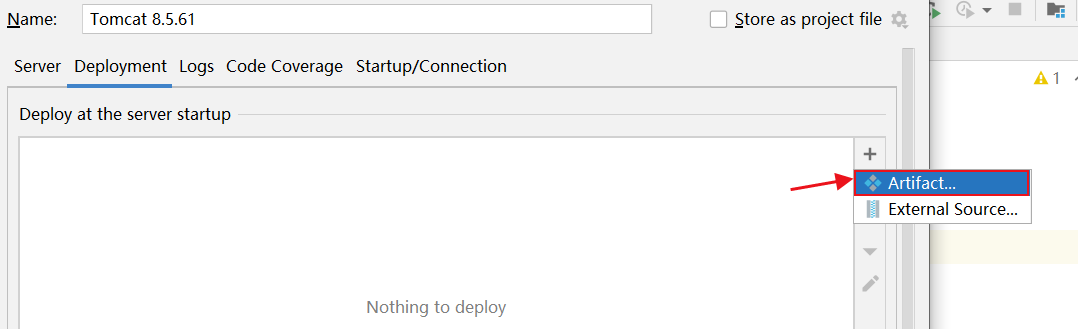 Name: Tomcat 8.5.61 Store as project file
Server Deployment Logs Code Coverage Startup/Connection
1
Deploy at the server startup
Artifact...
External Source...
Nothing to deploy